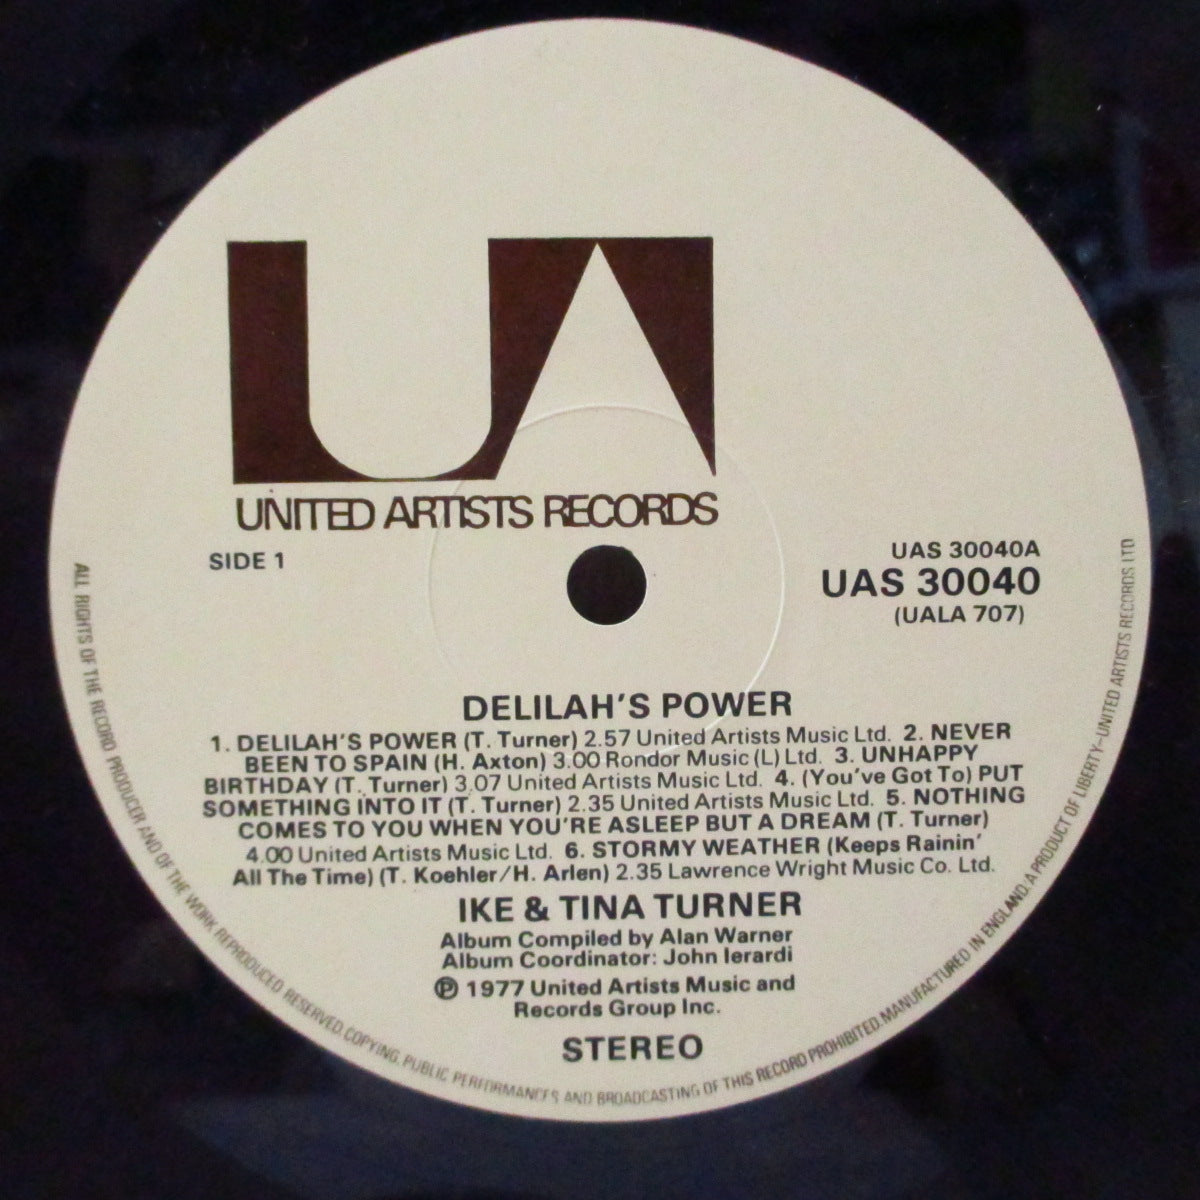 UA
UNITED ARTISTS RECORDS
SIDE 1
UAS 30040A
UAS 30040
(UALA 707)
DELILAH'S POWER
1. DELILAH'S POWER (T. Turner) 2.57 United Artists Music Ltd. 2. NEVER
BEEN TO SPAIN (H. Axton) 3.00 Rondor Music (L) Ltd. 3. UNHAPPY
BIRTHDAY (T. Turner) 3.07 United Artists Music Ltd. 4. (You've Got To) PUT
SOMETHING INTO IT (T. Turner) 2.35 United Artists Music Ltd. 5. NOTHING
COMES TO YOU WHEN YOU'RE ASLEEP BUT A DREAM (T. Turner)
4.00 United Artists Music Ltd. 6. STORMY WEATHER (Keeps Rainin'
All The Time) (T. Koehler/H. Arlen) 2.35 Lawrence Wright Music Co. Ltd.
IKE & TINA TURNER
Album Compiled by Alan Warner
Album Coordinator: John Ierardi
℗ 1977 United Artists Music and
Records Group Inc.
STEREO
ALL RIGHTS OF THE RECORD PRODUCER AND OF THE WORK REPRODUCED RESERVED. COPYING, PUBLIC PERFORMANCES AND BROADCASTING OF THIS RECORD PROHIBITED. MANUFACTURED IN ENGLAND. A PRODUCT OF LIBERTY–UNITED ARTISTS RECORDS LTD